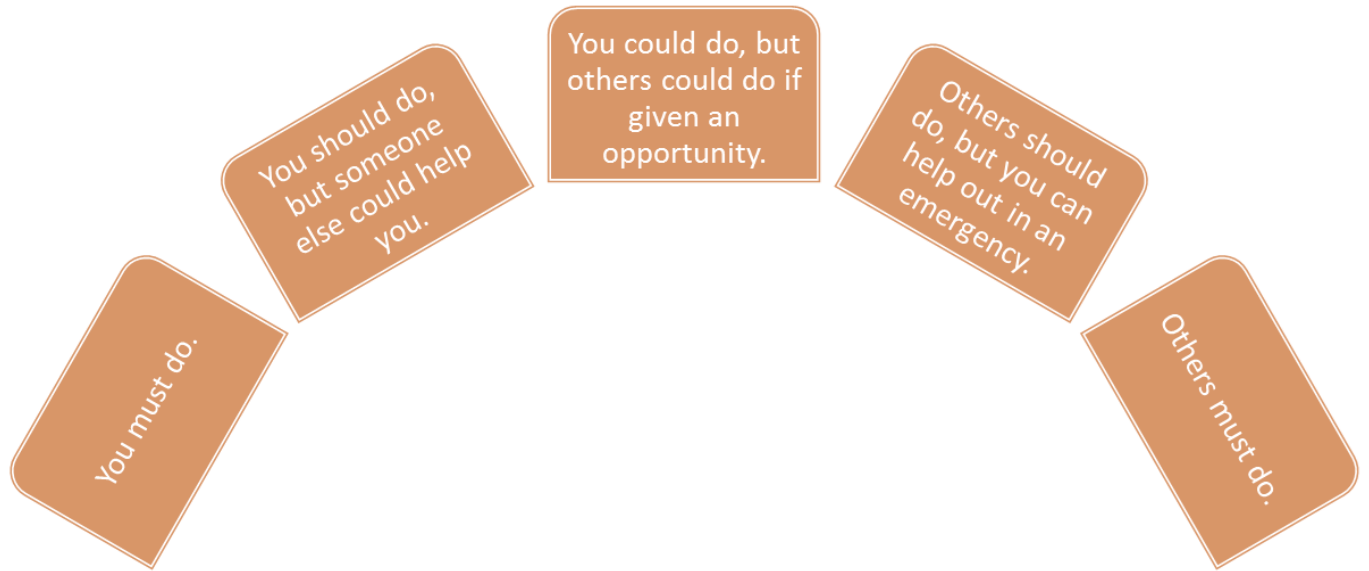 You must do.
You should do,
but someone
else could help
you.
You could do, but
others could do if
given an
opportunity.
Others should
do, but you can
help out in an
emergency.
Others must do.